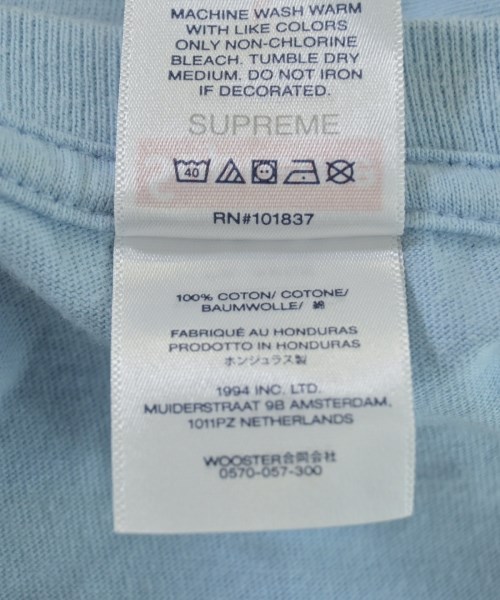 MACHINE WASH WARM
WITH LIKE COLORS
ONLY NON-CHLORINE
BLEACH. TUMBLE DRY
MEDIUM. DO NOT IRON
IF DECORATED.
SUPREME
40
RN#101837
100% COTON/ COTONE/
BAUMWOLLE/ 綿
FABRIQUÉ AU HONDURAS
PRODOTTO IN HONDURAS
ホンジュラス製
1994 INC. LTD.
MUIDERSTRAAT 9B AMSTERDAM,
1011PZ NETHERLANDS
WOOSTER合同会社
0570-057-300